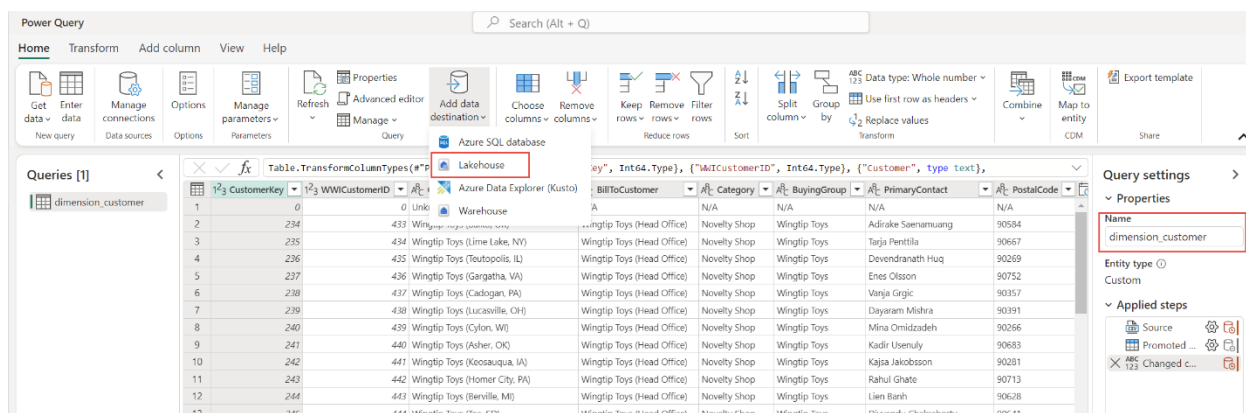 Power Query
Search (Alt + Q)
Home Transform Add column View Help
Get data Enter data
New query
Manage connections
Data sources
Options
Options
Manage parameters
Parameters
Refresh
Properties
Advanced editor
Manage
Query
Add data destination
Choose columns Remove columns
Keep rows Remove rows Filter rows
Reduce rows
Sort
Split column Group by
ABC 123 Data type: Whole number
Use first row as headers
1 2 Replace values
Transform
Combine
CDM
Map to entity
CDM
Export template
Share
Azure SQL database
Lakehouse
Azure Data Explorer (Kusto)
Warehouse
Queries [1]
dimension_customer
fx Table.TransformColumnTypes(#"P ey", Int64.Type}, {"WWICustomerID", Int64.Type}, {"Customer", type text},
123 CustomerKey 123 WWICustomerID ABC BillToCustomer ABC Category ABC BuyingGroup ABC PrimaryContact ABC PostalCode
1 0 0 N/A N/A N/A N/A
2 234 433 Wingtip Toys (Head Office) Novelty Shop Wingtip Toys Adirake Saenamuang 90584
3 235 434 Wingtip Toys (Lime Lake, NY) Wingtip Toys (Head Office) Novelty Shop Wingtip Toys Tarja Penttila 90667
4 236 435 Wingtip Toys (Teutopolis, IL) Wingtip Toys (Head Office) Novelty Shop Wingtip Toys Devendranath Huq 90269
5 237 436 Wingtip Toys (Gargatha, VA) Wingtip Toys (Head Office) Novelty Shop Wingtip Toys Enes Olsson 90752
6 238 437 Wingtip Toys (Cadogan, PA) Wingtip Toys (Head Office) Novelty Shop Wingtip Toys Vanja Grgic 90357
7 239 438 Wingtip Toys (Lucasville, OH) Wingtip Toys (Head Office) Novelty Shop Wingtip Toys Dayaram Mishra 90391
8 240 439 Wingtip Toys (Cylon, WI) Wingtip Toys (Head Office) Novelty Shop Wingtip Toys Mina Omidzadeh 90266
9 241 440 Wingtip Toys (Asher, OK) Wingtip Toys (Head Office) Novelty Shop Wingtip Toys Kadir Usenuly 90683
10 242 441 Wingtip Toys (Keosauqua, IA) Wingtip Toys (Head Office) Novelty Shop Wingtip Toys Kajsa Jakobsson 90281
11 243 442 Wingtip Toys (Homer City, PA) Wingtip Toys (Head Office) Novelty Shop Wingtip Toys Rahul Ghate 90713
12 244 443 Wingtip Toys (Berville, MI) Wingtip Toys (Head Office) Novelty Shop Wingtip Toys Lien Banh 90628
Query settings
Properties
Name
dimension_customer
Entity type
Custom
Applied steps
Source
Promoted ...
ABC 123 Changed c...